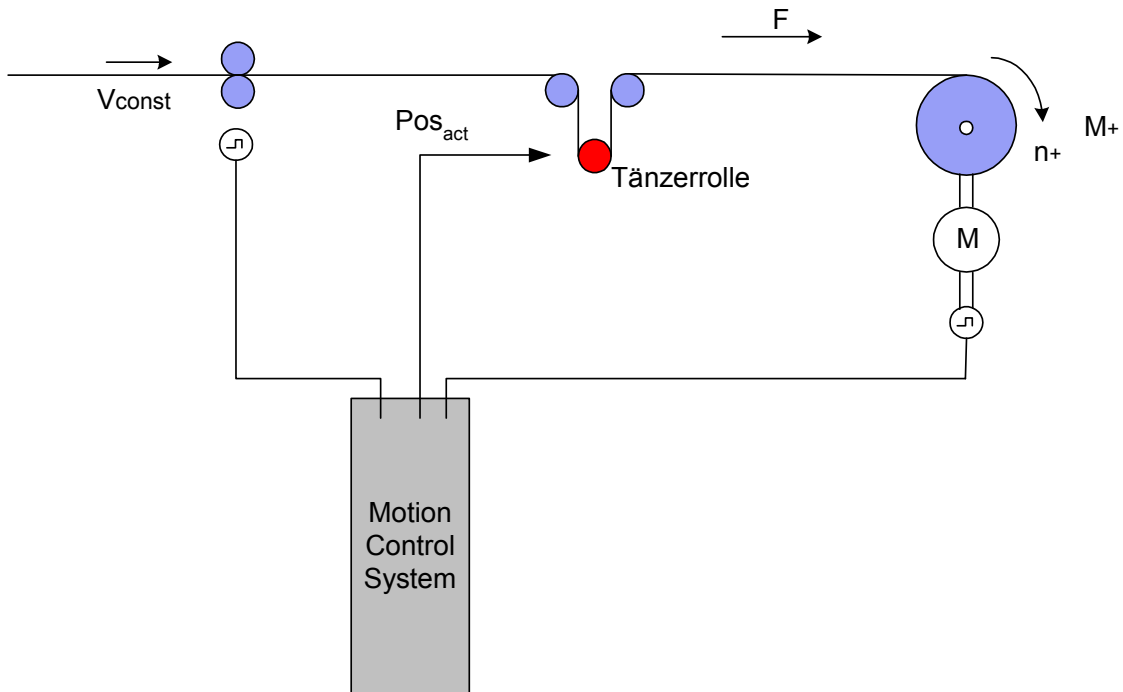 F
Vconst
Posact
M+
n+
Tänzerrolle
M
Motion
Control
System